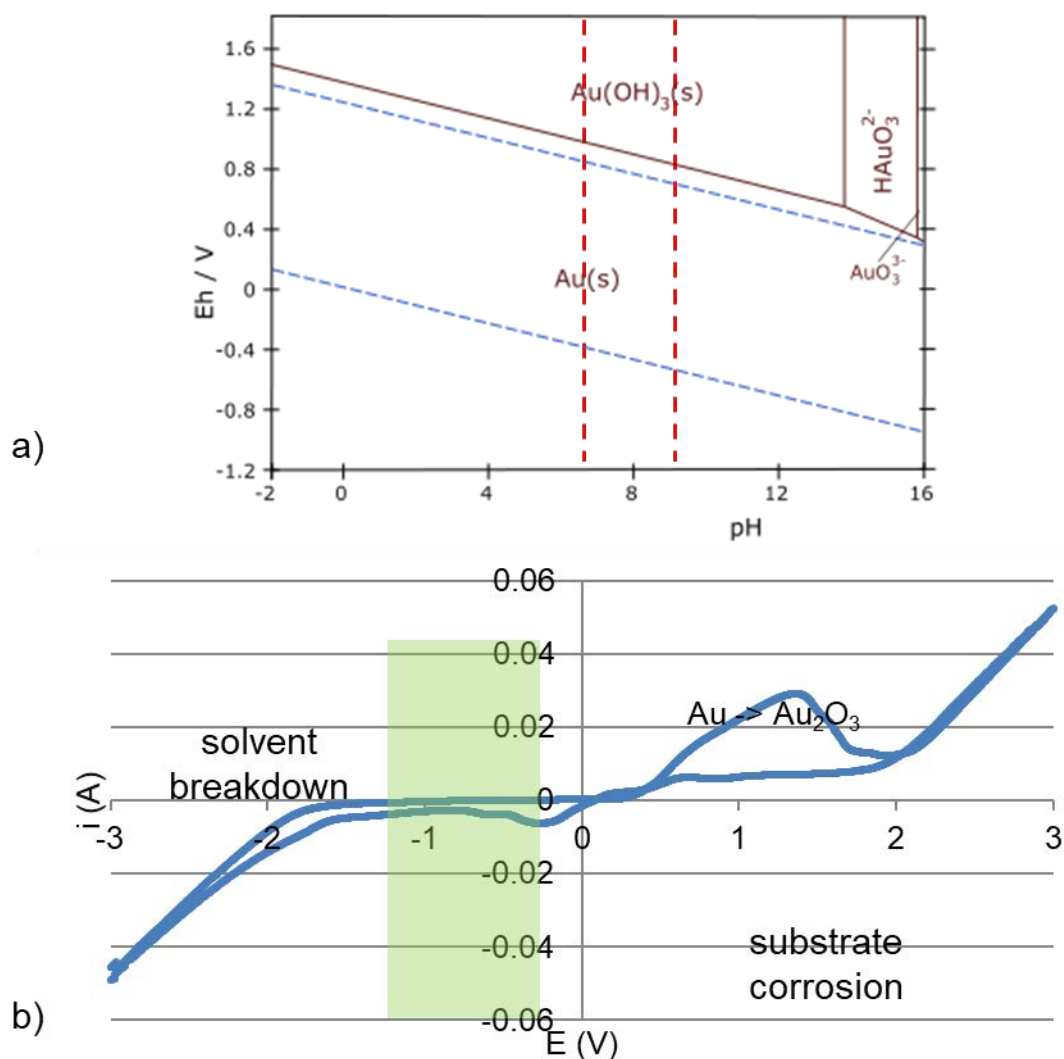 1.6
1.2
0.8
0.4
0
-0.4
-0.8
-1.2
Eh / V
Au(OH)₃(s)
HAuO₃²⁻
AuO₃³⁻
Au(s)
-2
0
4
8
12
16
pH
a)
0.06
0.04
0.02
0
-0.02
-0.04
-0.06
i (A)
-3
-2
-1
0
1
2
3
Au -> Au₂O₃
solvent
breakdown
substrate
corrosion
E (V)
b)